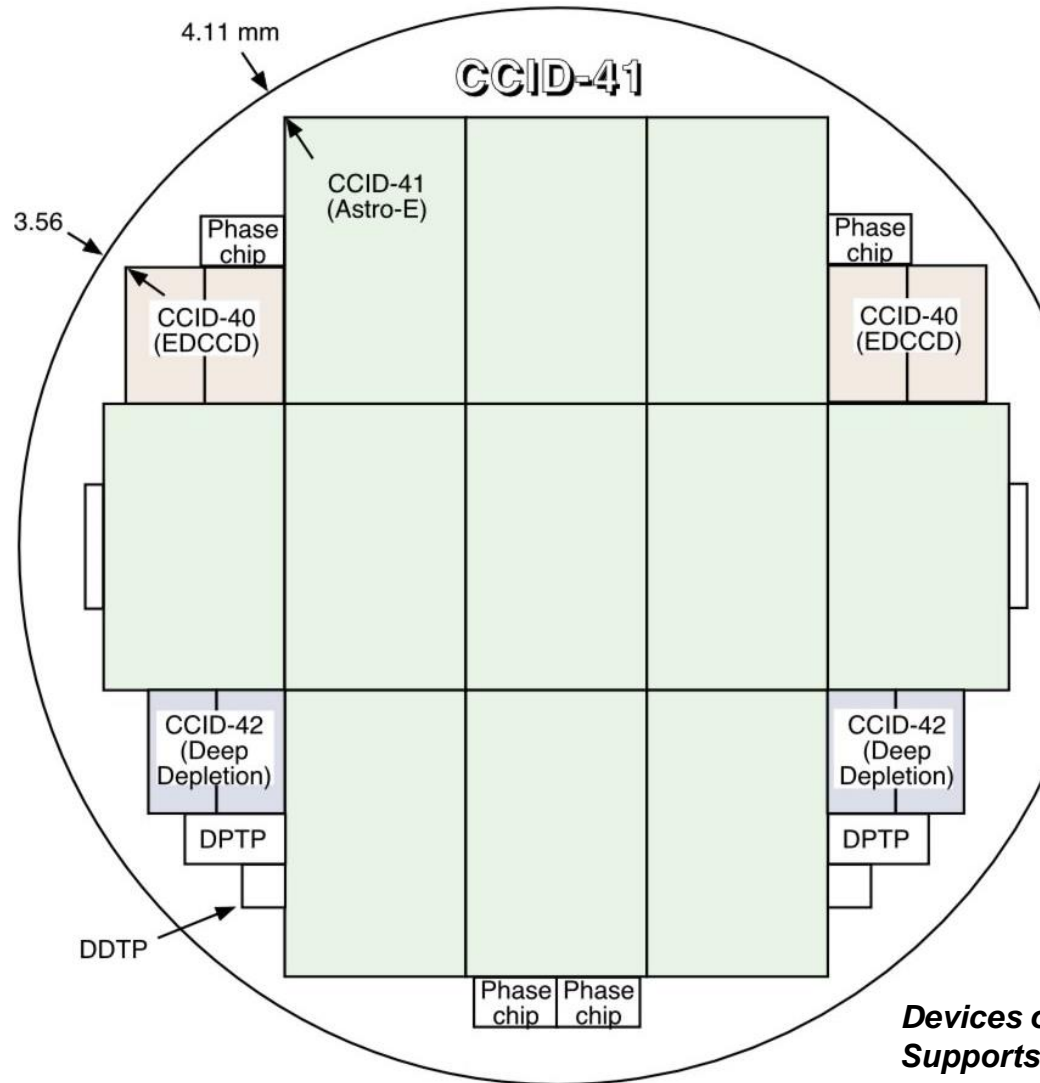 4.11 mm
CCID-41
CCID-41
(Astro-E)
3.56
Phase
chip
Phase
chip
CCID-40
(EDCCD)
CCID-40
(EDCCD)
CCID-42
(Deep
Depletion)
CCID-42
(Deep
Depletion)
DPTP
DPTP
DDTP
Phase
chip
Phase
chip
Devices
Supports